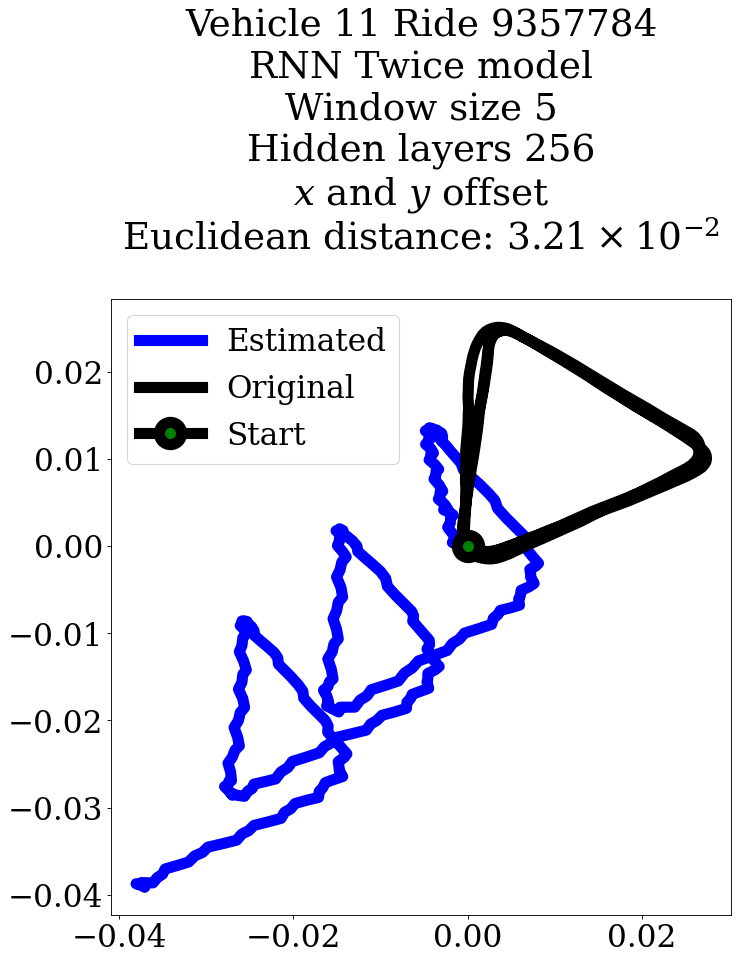 Vehicle 11 Ride 9357784
RNN Twice model
Window size 5
Hidden layers 256
x and y offset
Euclidean distance: 3.21 × 10⁻²
Estimated
Original
Start
0.02
0.01
0.00
−0.01
−0.02
−0.03
−0.04
−0.04 −0.02 0.00 0.02